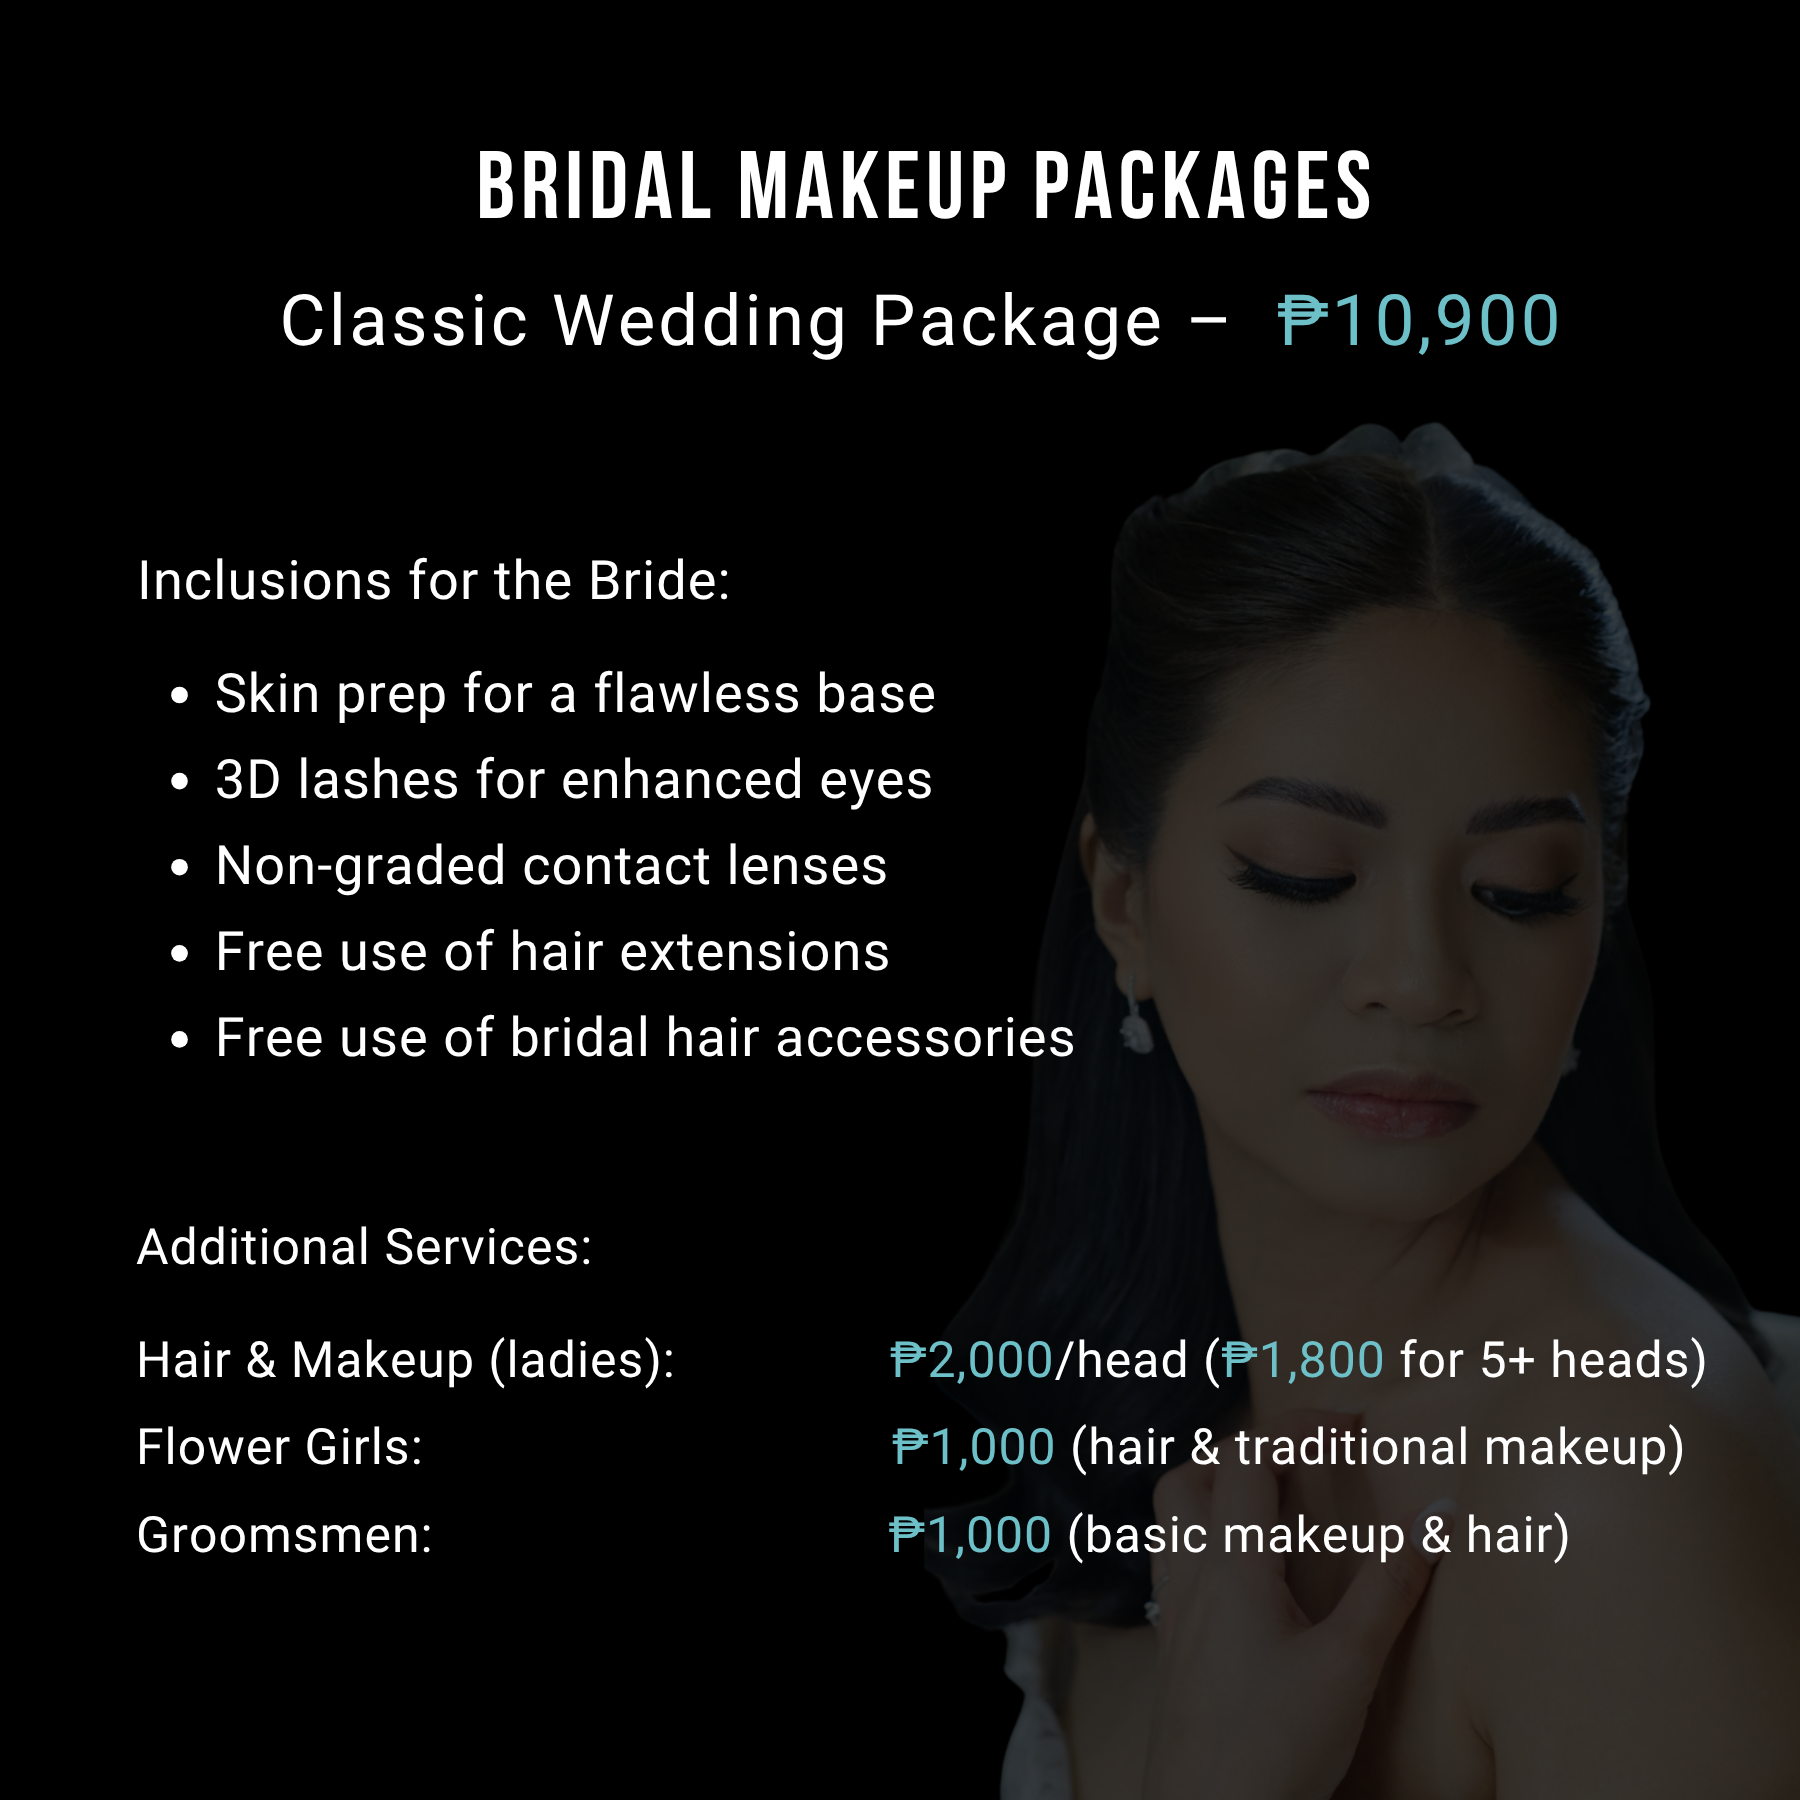 BRIDAL MAKEUP PACKAGES
Classic Wedding Package – ₱10,900
Inclusions for the Bride:
• Skin prep for a flawless base
• 3D lashes for enhanced eyes
• Non-graded contact lenses
• Free use of hair extensions
• Free use of bridal hair accessories
Additional Services:
Hair & Makeup (ladies): ₱2,000/head (₱1,800 for 5+ heads)
Flower Girls: ₱1,000 (hair & traditional makeup)
Groomsmen: ₱1,000 (basic makeup & hair)